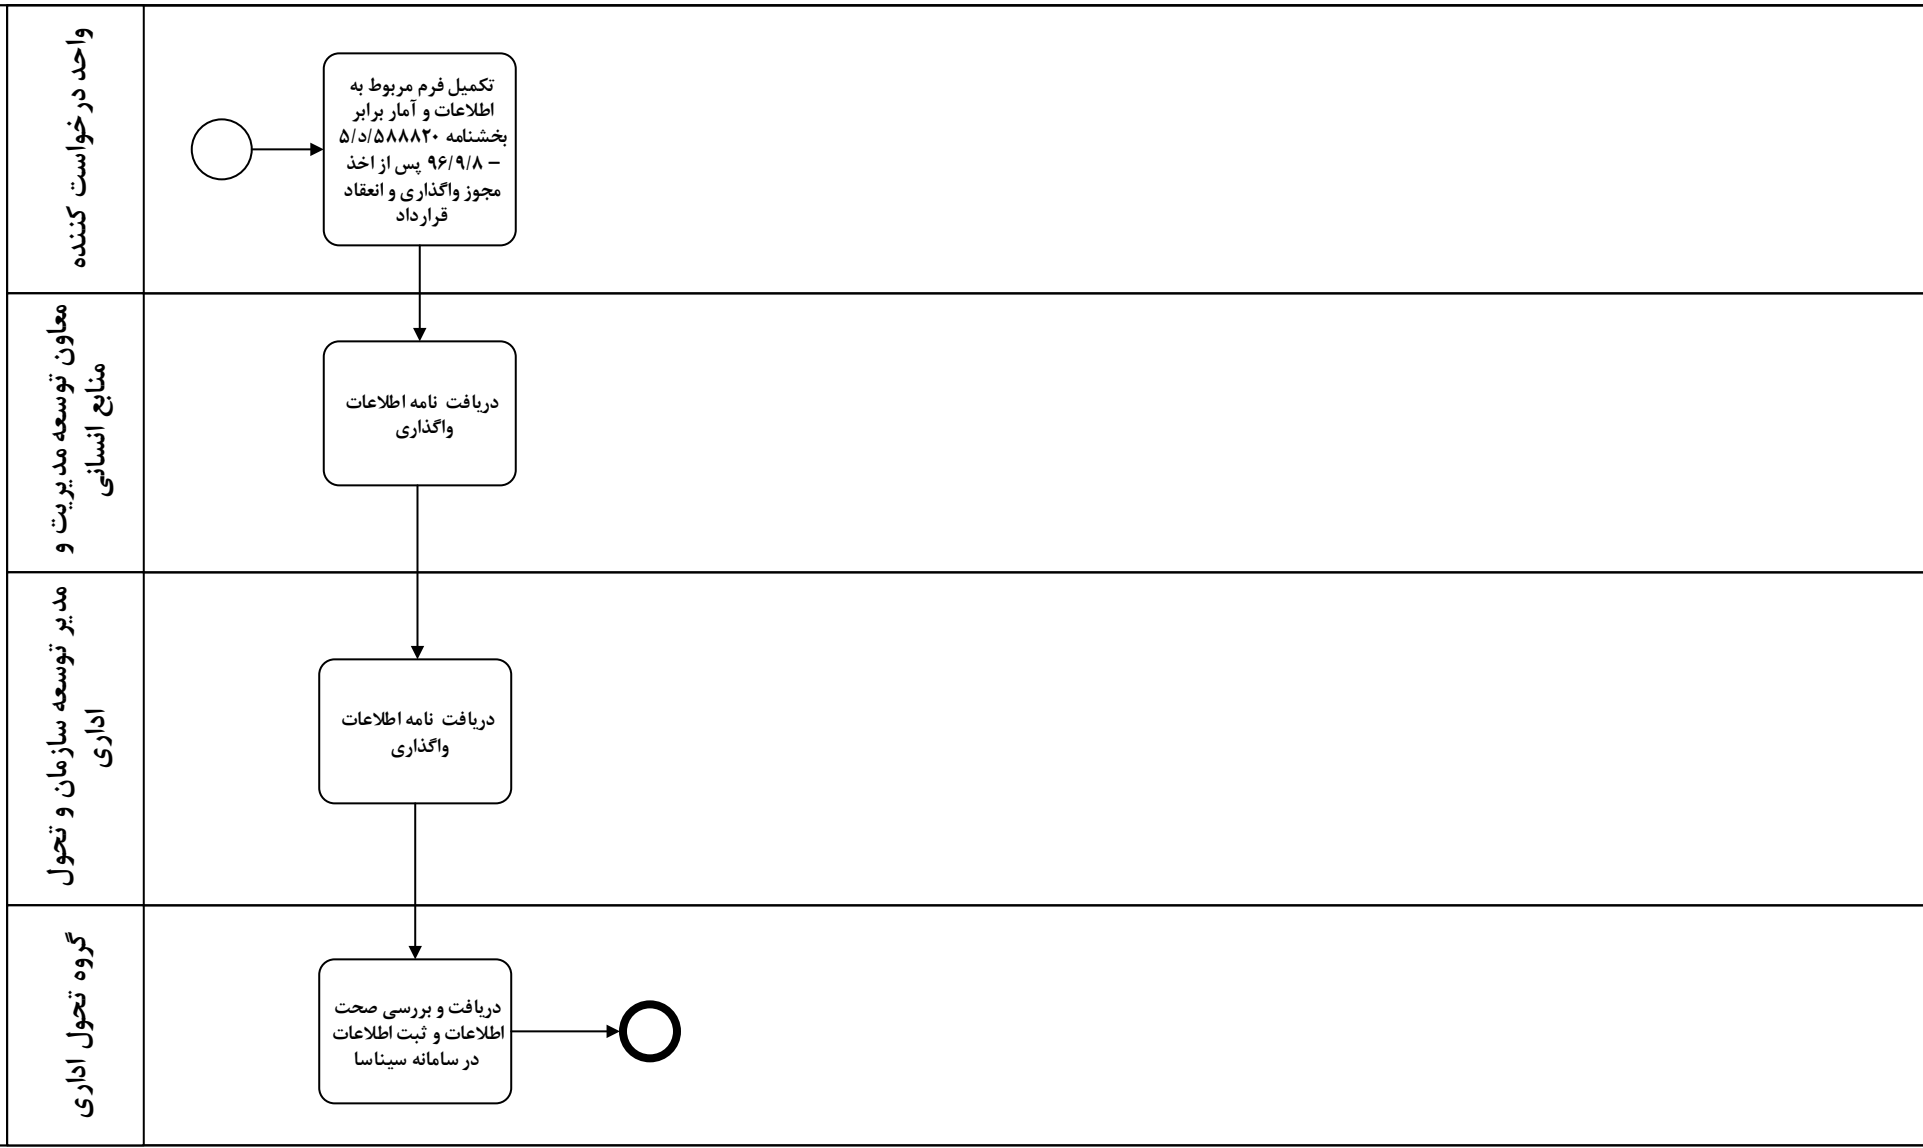 واحد درخواست کننده
تکمیل فرم مربوط به
اطلاعات و آمار برابر
بخشنامه ۵/د/۵۸۸۸۲۰
– ۹۶/۹/۸ پس از اخذ
مجوز واگذاری و انعقاد
قرارداد
معاون توسعه مدیریت و
منابع انسانی
دریافت نامه اطلاعات
واگذاری
مدیر توسعه سازمان و تحول
اداری
دریافت نامه اطلاعات
واگذاری
گروه تحول اداری
دریافت و بررسی صحت
اطلاعات و ثبت اطلاعات
در سامانه سیناسا